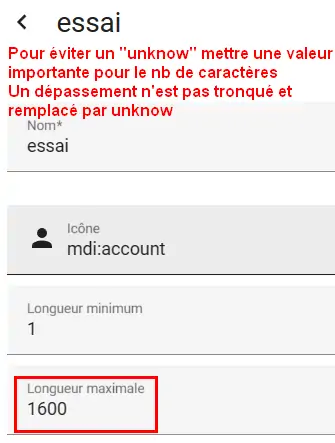 essai
Pour éviter un "unknow" mettre une valeur
importante pour le nb de caractères
Un dépassement n'est pas tronqué et
remplacé par unknow
Nom*
essai
Icône
mdi:account
Longueur minimum
1
Longueur maximale
1600